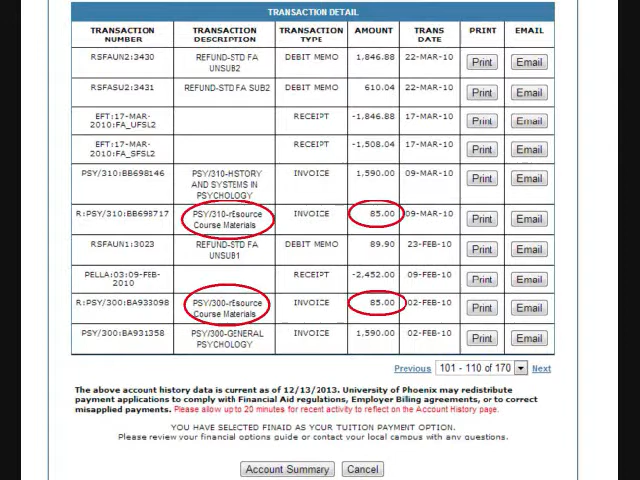 TRANSACTION DETAIL
TRANSACTION NUMBER TRANSACTION DESCRIPTION TRANSACTION TYPE AMOUNT TRANS DATE PRINT EMAIL
RSFAUN2:3430 REFUND-STD FA UNSUB2 DEBIT MEMO 1,846.88 22-MAR-10 Print Email
RSFASU2:3431 REFUND-STD FA SUB2 DEBIT MEMO 610.04 22-MAR-10 Print Email
EFT:17-MAR-2010:FA_UFSL2 RECEIPT -1,846.88 17-MAR-10 Print Email
EFT:17-MAR-2010:FA_SFSL2 RECEIPT -1,508.04 17-MAR-10 Print Email
PSY/310:BB698146 PSY/310-HSTORY AND SYSTEMS IN PSYCHOLOGY INVOICE 1,590.00 09-MAR-10 Print Email
R:PSY/310:BB698717 PSY/310-rEsource Course Materials INVOICE 85.00 09-MAR-10 Print Email
RSFAUN1:3023 REFUND-STD FA UNSUB1 DEBIT MEMO 89.90 23-FEB-10 Print Email
PELLA:03:09-FEB-2010 RECEIPT -2,452.00 09-FEB-10 Print Email
R:PSY/300:BA933098 PSY/300-rEsource Course Materials INVOICE 85.00 02-FEB-10 Print Email
PSY/300:BA931358 PSY/300-GENERAL PSYCHOLOGY INVOICE 1,590.00 02-FEB-10 Print Email
Previous 101 - 110 of 170 Next
The above account history data is current as of 12/13/2013. University of Phoenix may redistribute
payment applications to comply with Financial Aid regulations, Employer Billing agreements, or to correct
misapplied payments. Please allow up to 20 minutes for recent activity to reflect on the Account History page.
YOU HAVE SELECTED FINAID AS YOUR TUITION PAYMENT OPTION.
Please review your financial options guide or contact your local campus with any questions.
Account Summary Cancel